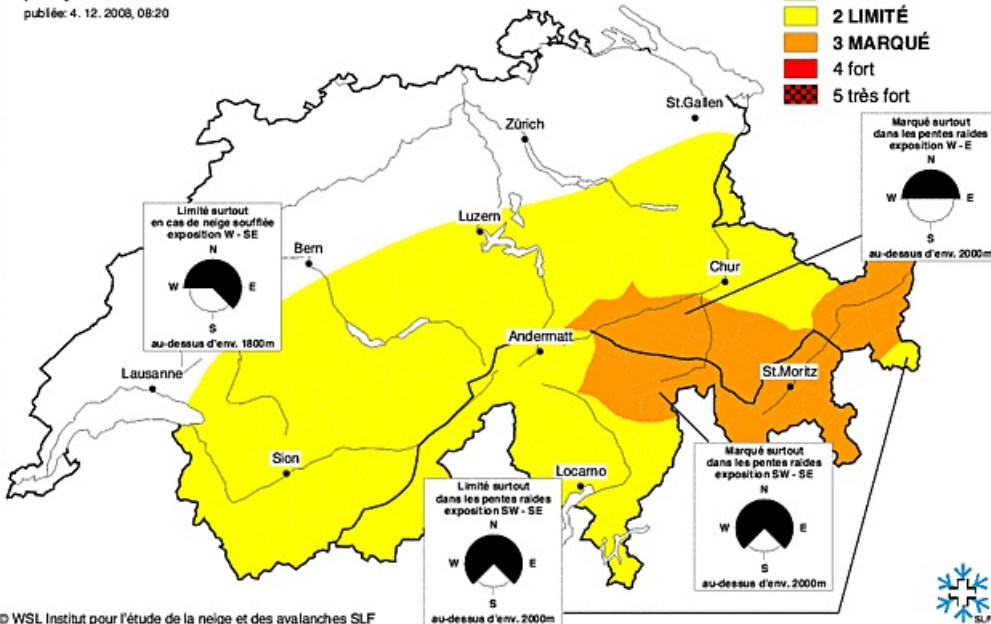 publiée: 4. 12. 2008, 08:20
2 LIMITÉ
3 MARQUÉ
4 fort
5 très fort
St.Gallen
Zürich
Marqué surtout
dans les pentes raides
exposition W - E
N
W E
S
au-dessus d'env. 2000m
Limité surtout
en cas de neige soufflée
exposition W - SE
N
W E
S
au-dessus d'env. 1800m
Luzern
Bern
Chur
Andermatt
Lausanne
St.Moritz
Sion
Locarno
Marqué surtout
dans les pentes raides
exposition SW - SE
N
W E
S
au-dessus d'env. 2000m
Limité surtout
dans les pentes raides
exposition SW - SE
N
W E
S
au-dessus d'env. 2000m
© WSL Institut pour l'étude de la neige et des avalanches SLF
SLF